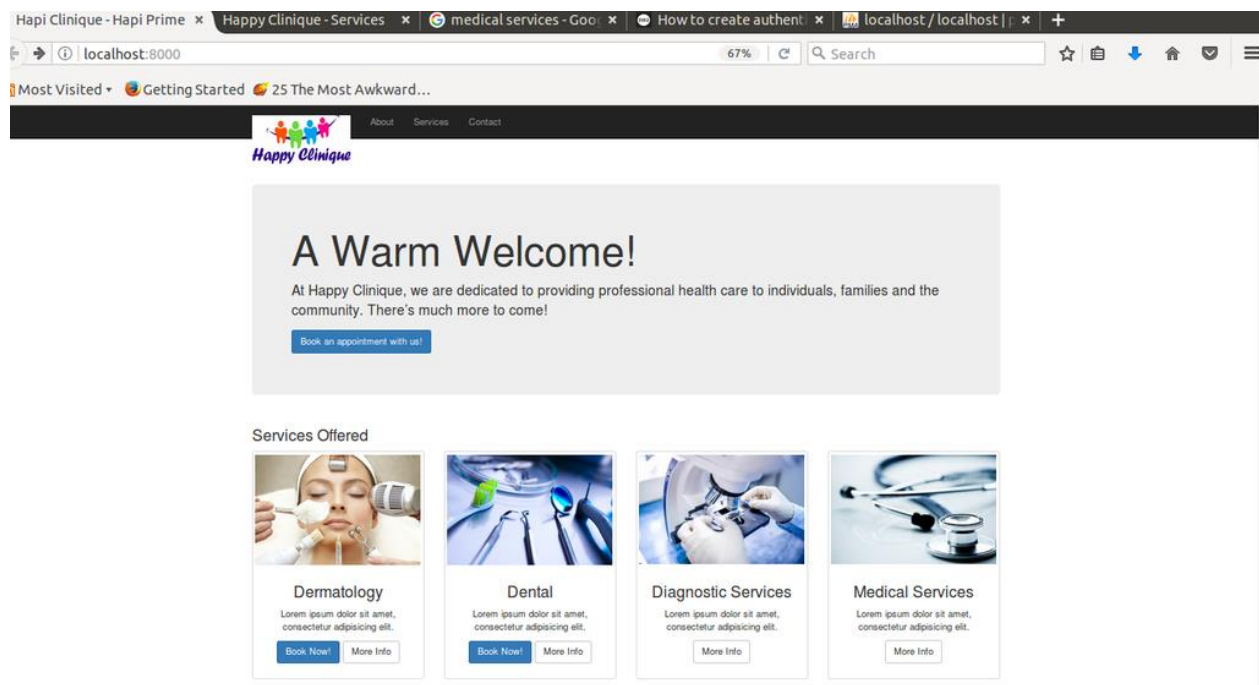 Hapi Clinique - Hapi Prime
Happy Clinique - Services
medical services - Goo
How to create authenti
localhost / localhost | p
localhost:8000
67%
Search
Most Visited
Getting Started
25 The Most Awkward...
Happy Clinique
About
Services
Contact
A Warm Welcome!
At Happy Clinique, we are dedicated to providing professional health care to individuals, families and the
community. There's much more to come!
Book an appointment with us!
Services Offered
Dermatology
Lorem ipsum dolor sit amet,
consectetur adipisicing elit.
Book Now!
More Info
Dental
Lorem ipsum dolor sit amet,
consectetur adipisicing elit.
Book Now!
More Info
Diagnostic Services
Lorem ipsum dolor sit amet,
consectetur adipisicing elit.
More Info
Medical Services
Lorem ipsum dolor sit amet,
consectetur adipisicing elit.
More Info